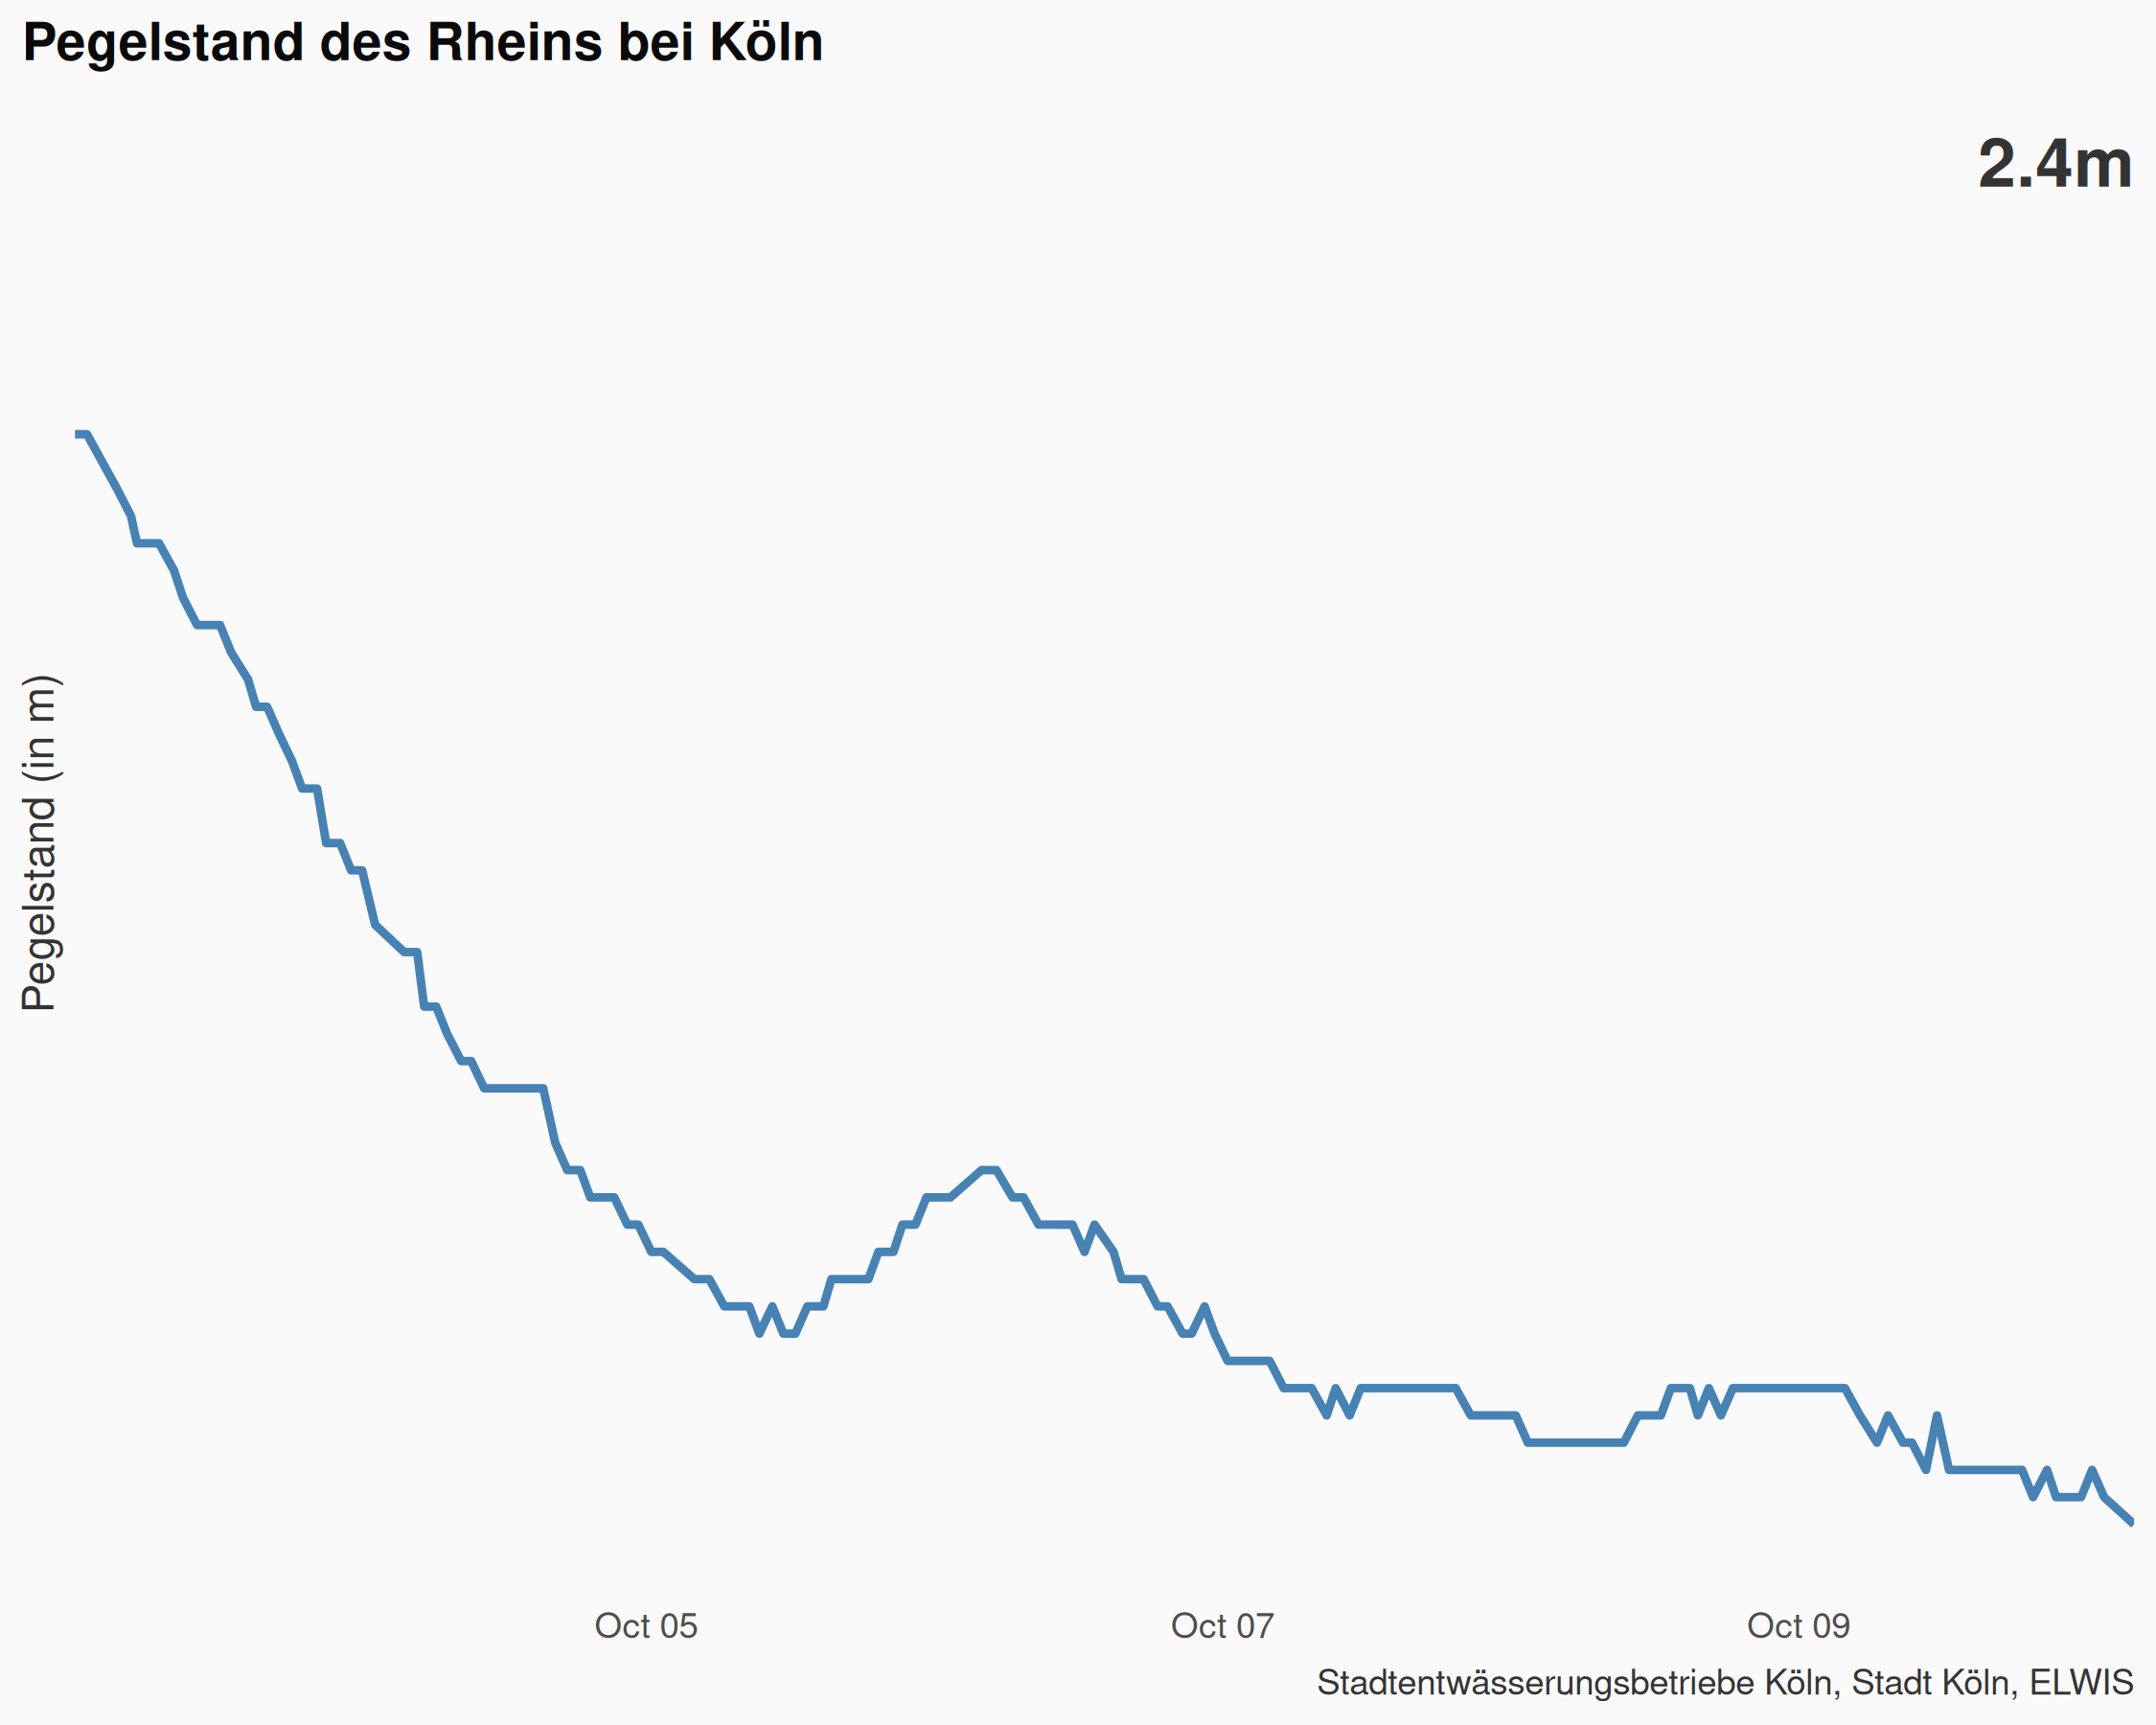 Pegelstand des Rheins bei Köln
2.4m
Pegelstand (in m)
Oct 05
Oct 07
Oct 09
Stadtentwässerungsbetriebe Köln, Stadt Köln, ELWIS